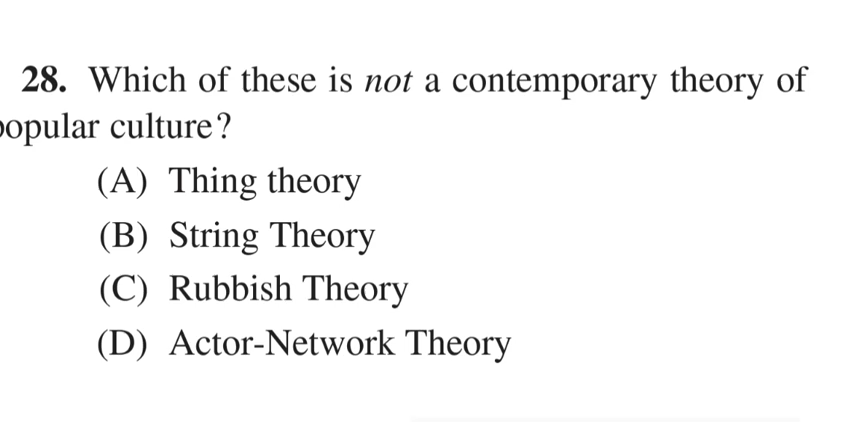 28. Which of these is not a contemporary theory of
popular culture?
(A) Thing theory
(B) String Theory
(C) Rubbish Theory
(D) Actor-Network Theory